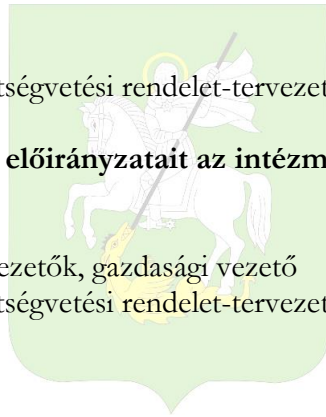 tségvetési rendelet-tervezet
előirányzatait az intézm
ezetők, gazdasági vezető
tségvetési rendelet-tervezet